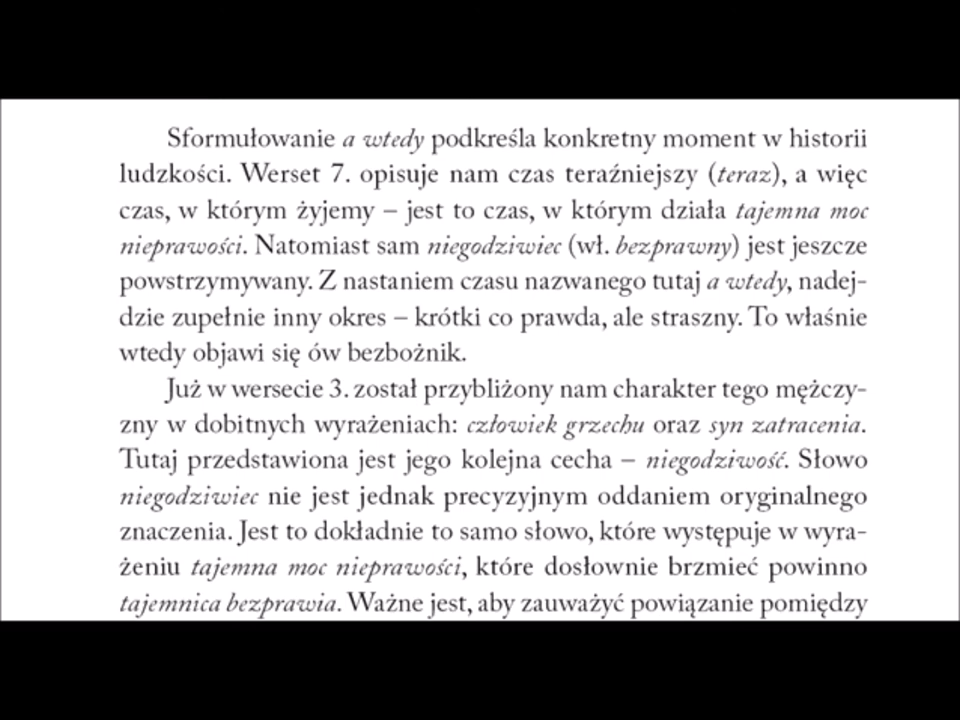 Sformułowanie a wtedy podkreśla konkretny moment w historii
ludzkości. Werset 7. opisuje nam czas teraźniejszy (teraz), a więc
czas, w którym żyjemy – jest to czas, w którym działa tajemna moc
nieprawości. Natomiast sam niegodziwiec (wł. bezprawny) jest jeszcze
powstrzymywany. Z nastaniem czasu nazwanego tutaj a wtedy, nadej-
dzie zupełnie inny okres – krótki co prawda, ale straszny. To właśnie
wtedy objawi się ów bezbożnik.
Już w wersecie 3. został przybliżony nam charakter tego mężczy-
zny w dobitnych wyrażeniach: człowiek grzechu oraz syn zatracenia.
Tutaj przedstawiona jest jego kolejna cecha – niegodziwość. Słowo
niegodziwiec nie jest jednak precyzyjnym oddaniem oryginalnego
znaczenia. Jest to dokładnie to samo słowo, które występuje w wyra-
żeniu tajemna moc nieprawości, które dosłownie brzmieć powinno
tajemnica bezprawia. Ważne jest, aby zauważyć powiązanie pomiędzy